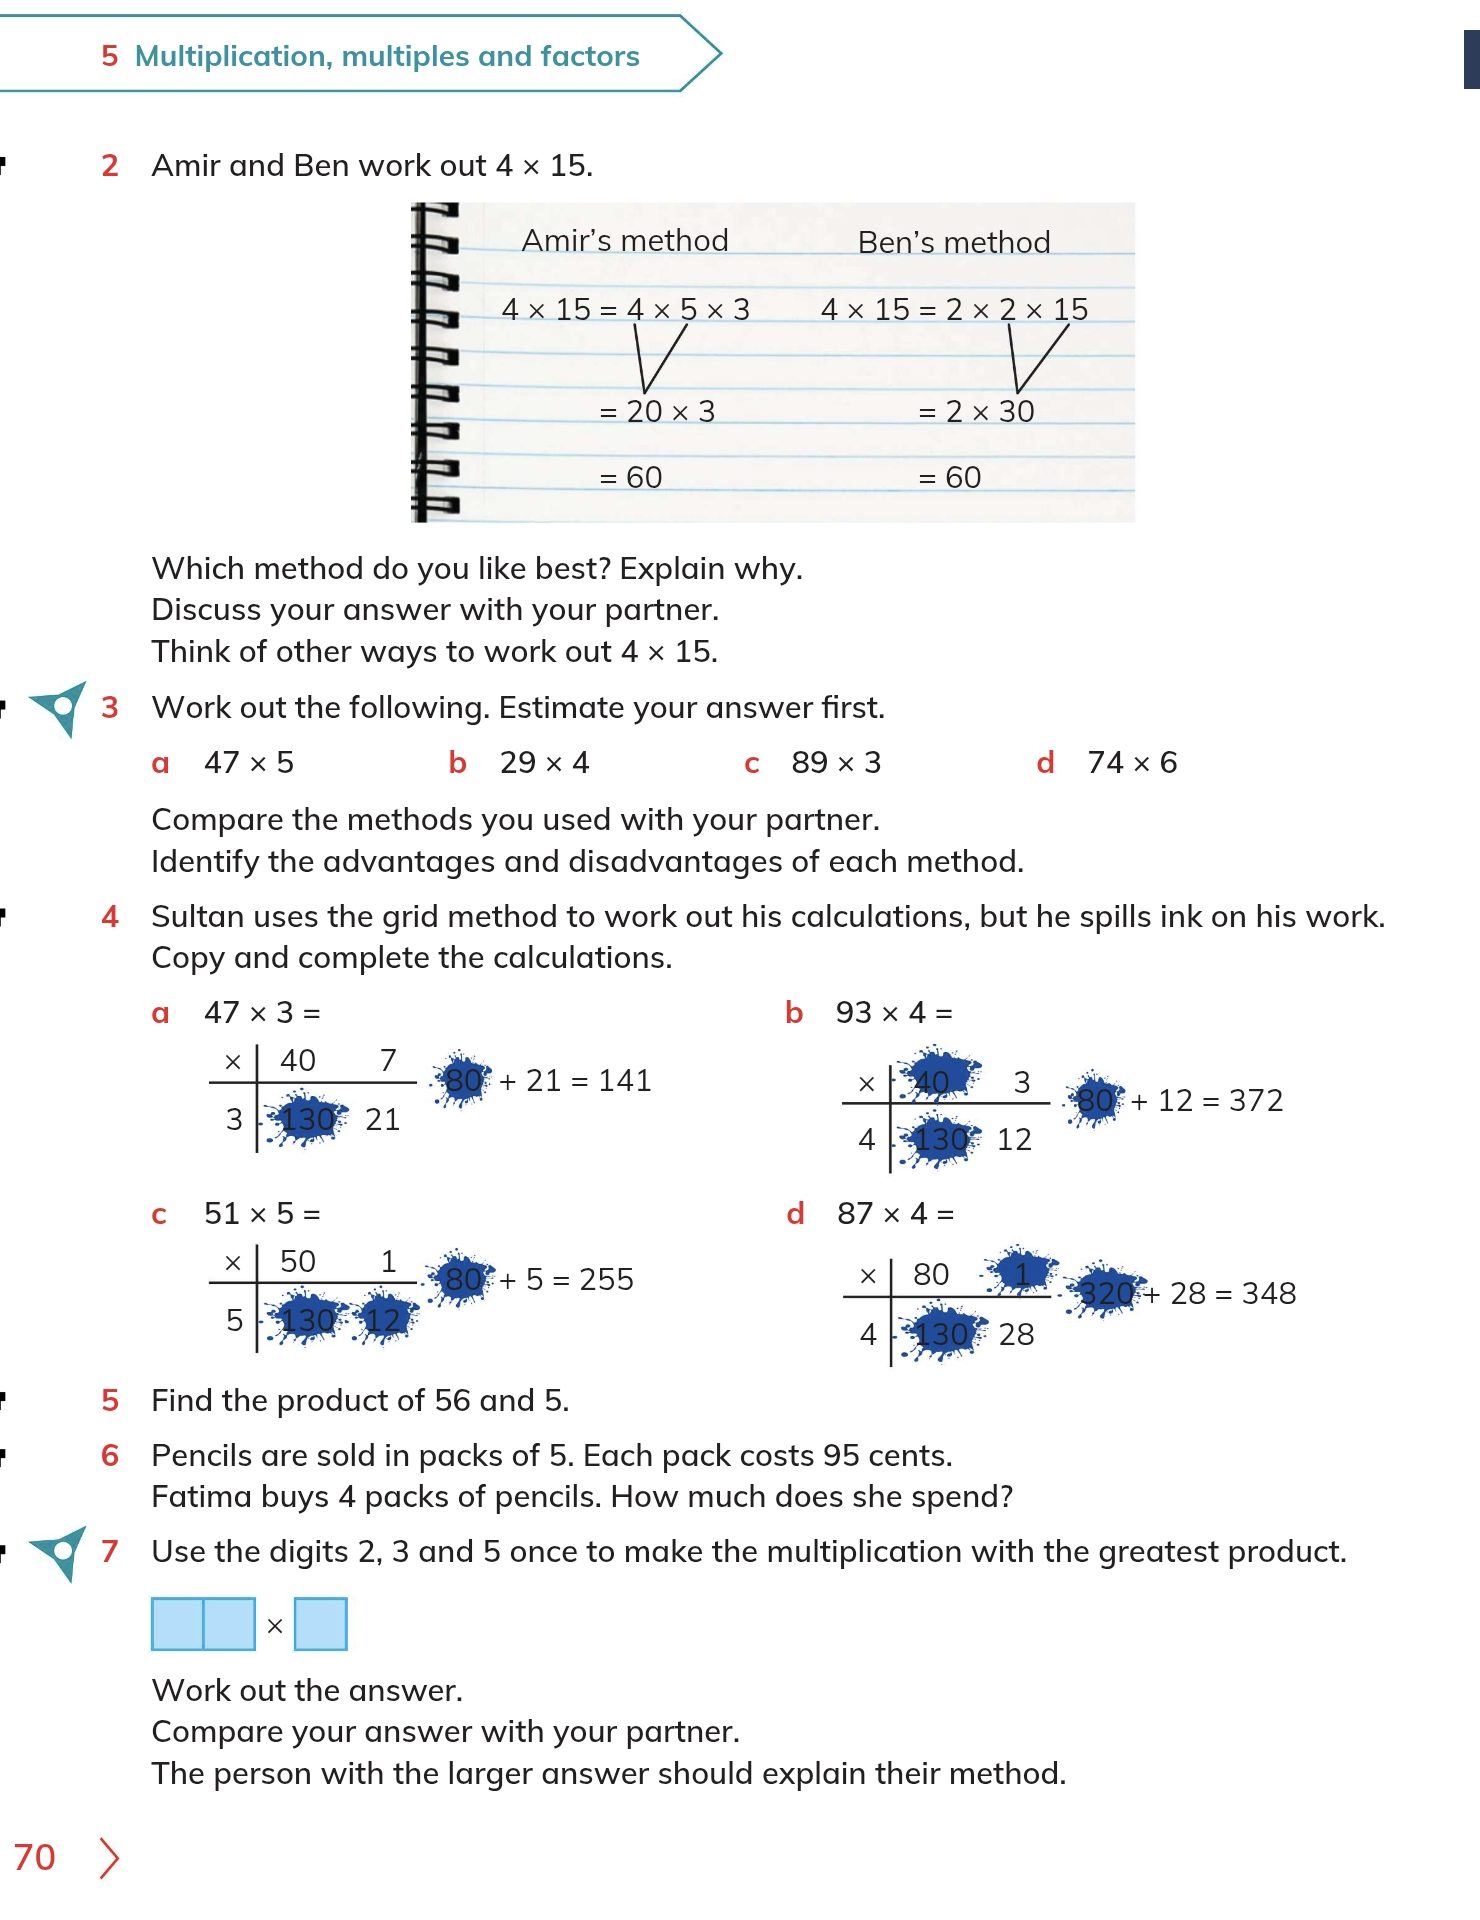 5 Multiplication, multiples and factors
2 Amir and Ben work out 4 × 15.
Amir’s method Ben’s method
4 × 15 = 4 × 5 × 3 4 × 15 = 2 × 2 × 15
= 20 × 3 = 2 × 30
= 60 = 60
Which method do you like best? Explain why.
Discuss your answer with your partner.
Think of other ways to work out 4 × 15.
3 Work out the following. Estimate your answer first.
a 47 × 5 b 29 × 4 c 89 × 3 d 74 × 6
Compare the methods you used with your partner.
Identify the advantages and disadvantages of each method.
4 Sultan uses the grid method to work out his calculations, but he spills ink on his work.
Copy and complete the calculations.
a 47 × 3 = b 93 × 4 =
× 40 7 80 + 21 = 141 × 40 3 80 + 12 = 372
3 130 21 4 130 12
c 51 × 5 = d 87 × 4 =
× 50 1 80 + 5 = 255 × 80 1 320 + 28 = 348
5 130 12 4 130 28
5 Find the product of 56 and 5.
6 Pencils are sold in packs of 5. Each pack costs 95 cents.
Fatima buys 4 packs of pencils. How much does she spend?
7 Use the digits 2, 3 and 5 once to make the multiplication with the greatest product.
×
Work out the answer.
Compare your answer with your partner.
The person with the larger answer should explain their method.
70